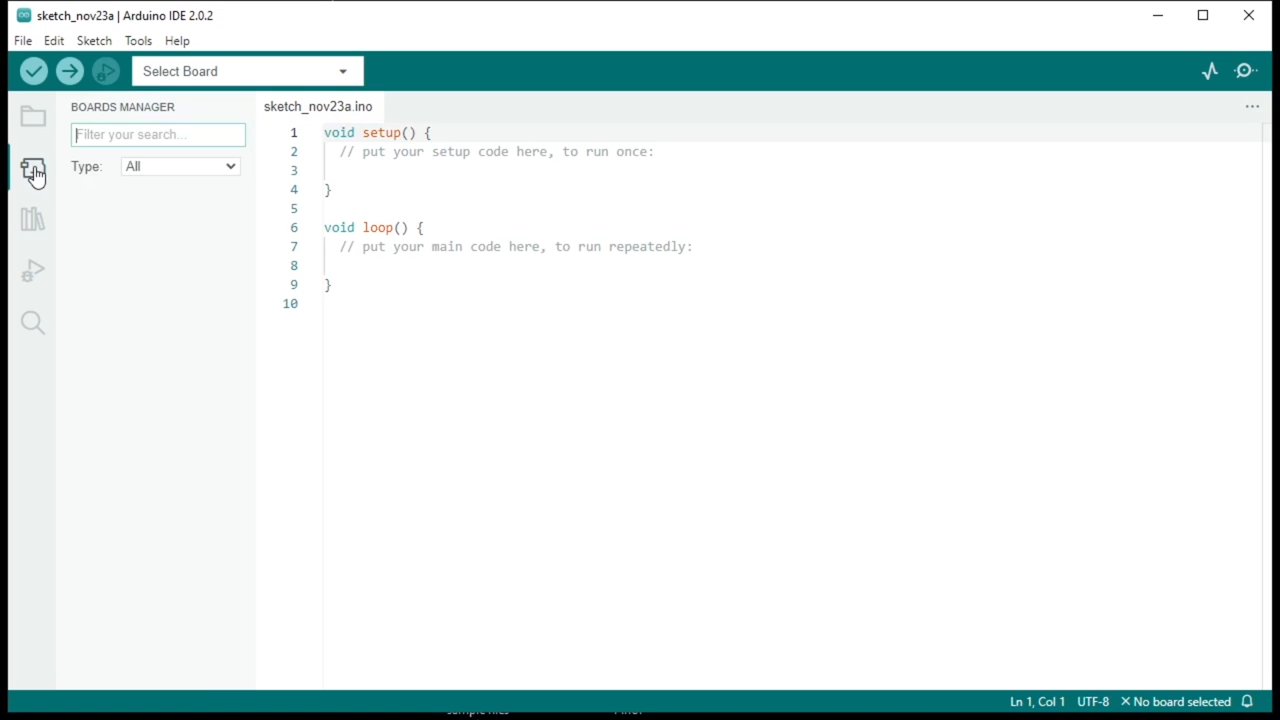 sketch_nov23a | Arduino IDE 2.0.2
File Edit Sketch Tools Help
Select Board
BOARDS MANAGER
Filter your search...
Type: All
sketch_nov23a.ino
1 void setup() {
2 // put your setup code here, to run once:
3
4 }
5
6 void loop() {
7 // put your main code here, to run repeatedly:
8
9 }
10
Ln 1, Col 1 UTF-8 No board selected